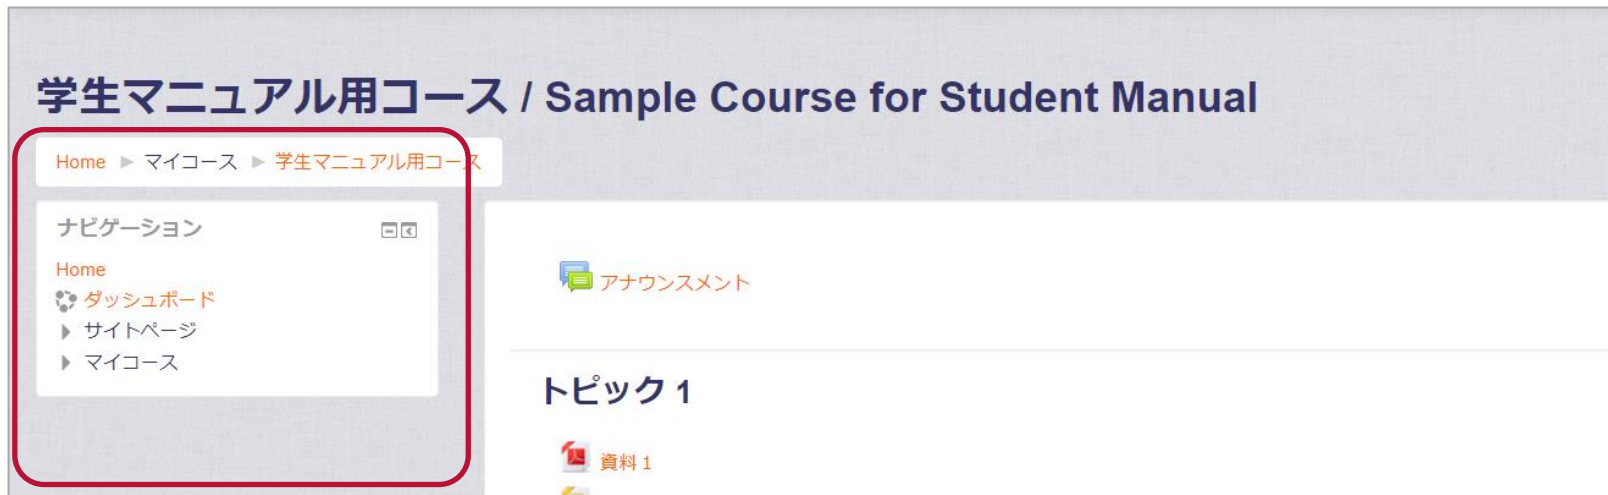 学生マニュアル用コース / Sample Course for Student Manual
Home ▶ マイコース ▶ 学生マニュアル用コース
ナビゲーション
Home
ダッシュボード
サイトページ
マイコース
アナウンスメント
トピック 1
資料 1